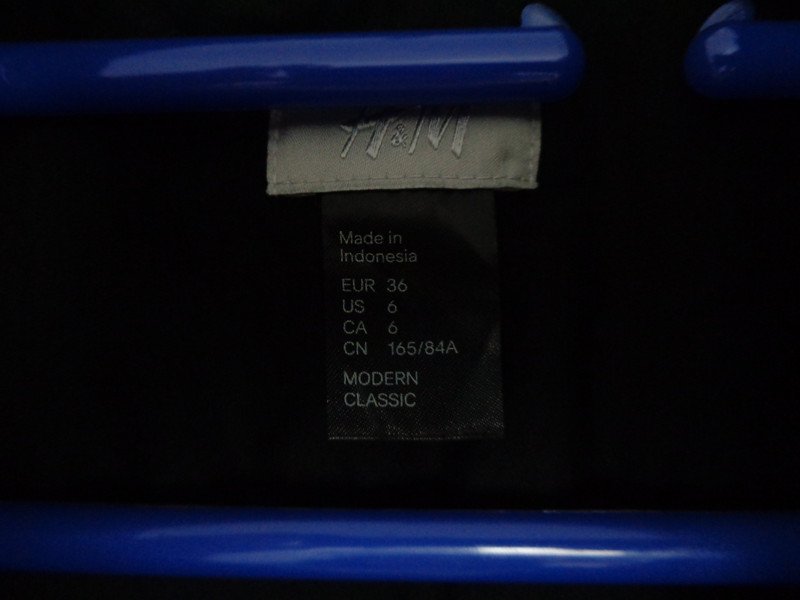 H&M
Made in
Indonesia
EUR 36
US 6
CA 6
CN 165/84A
MODERN
CLASSIC